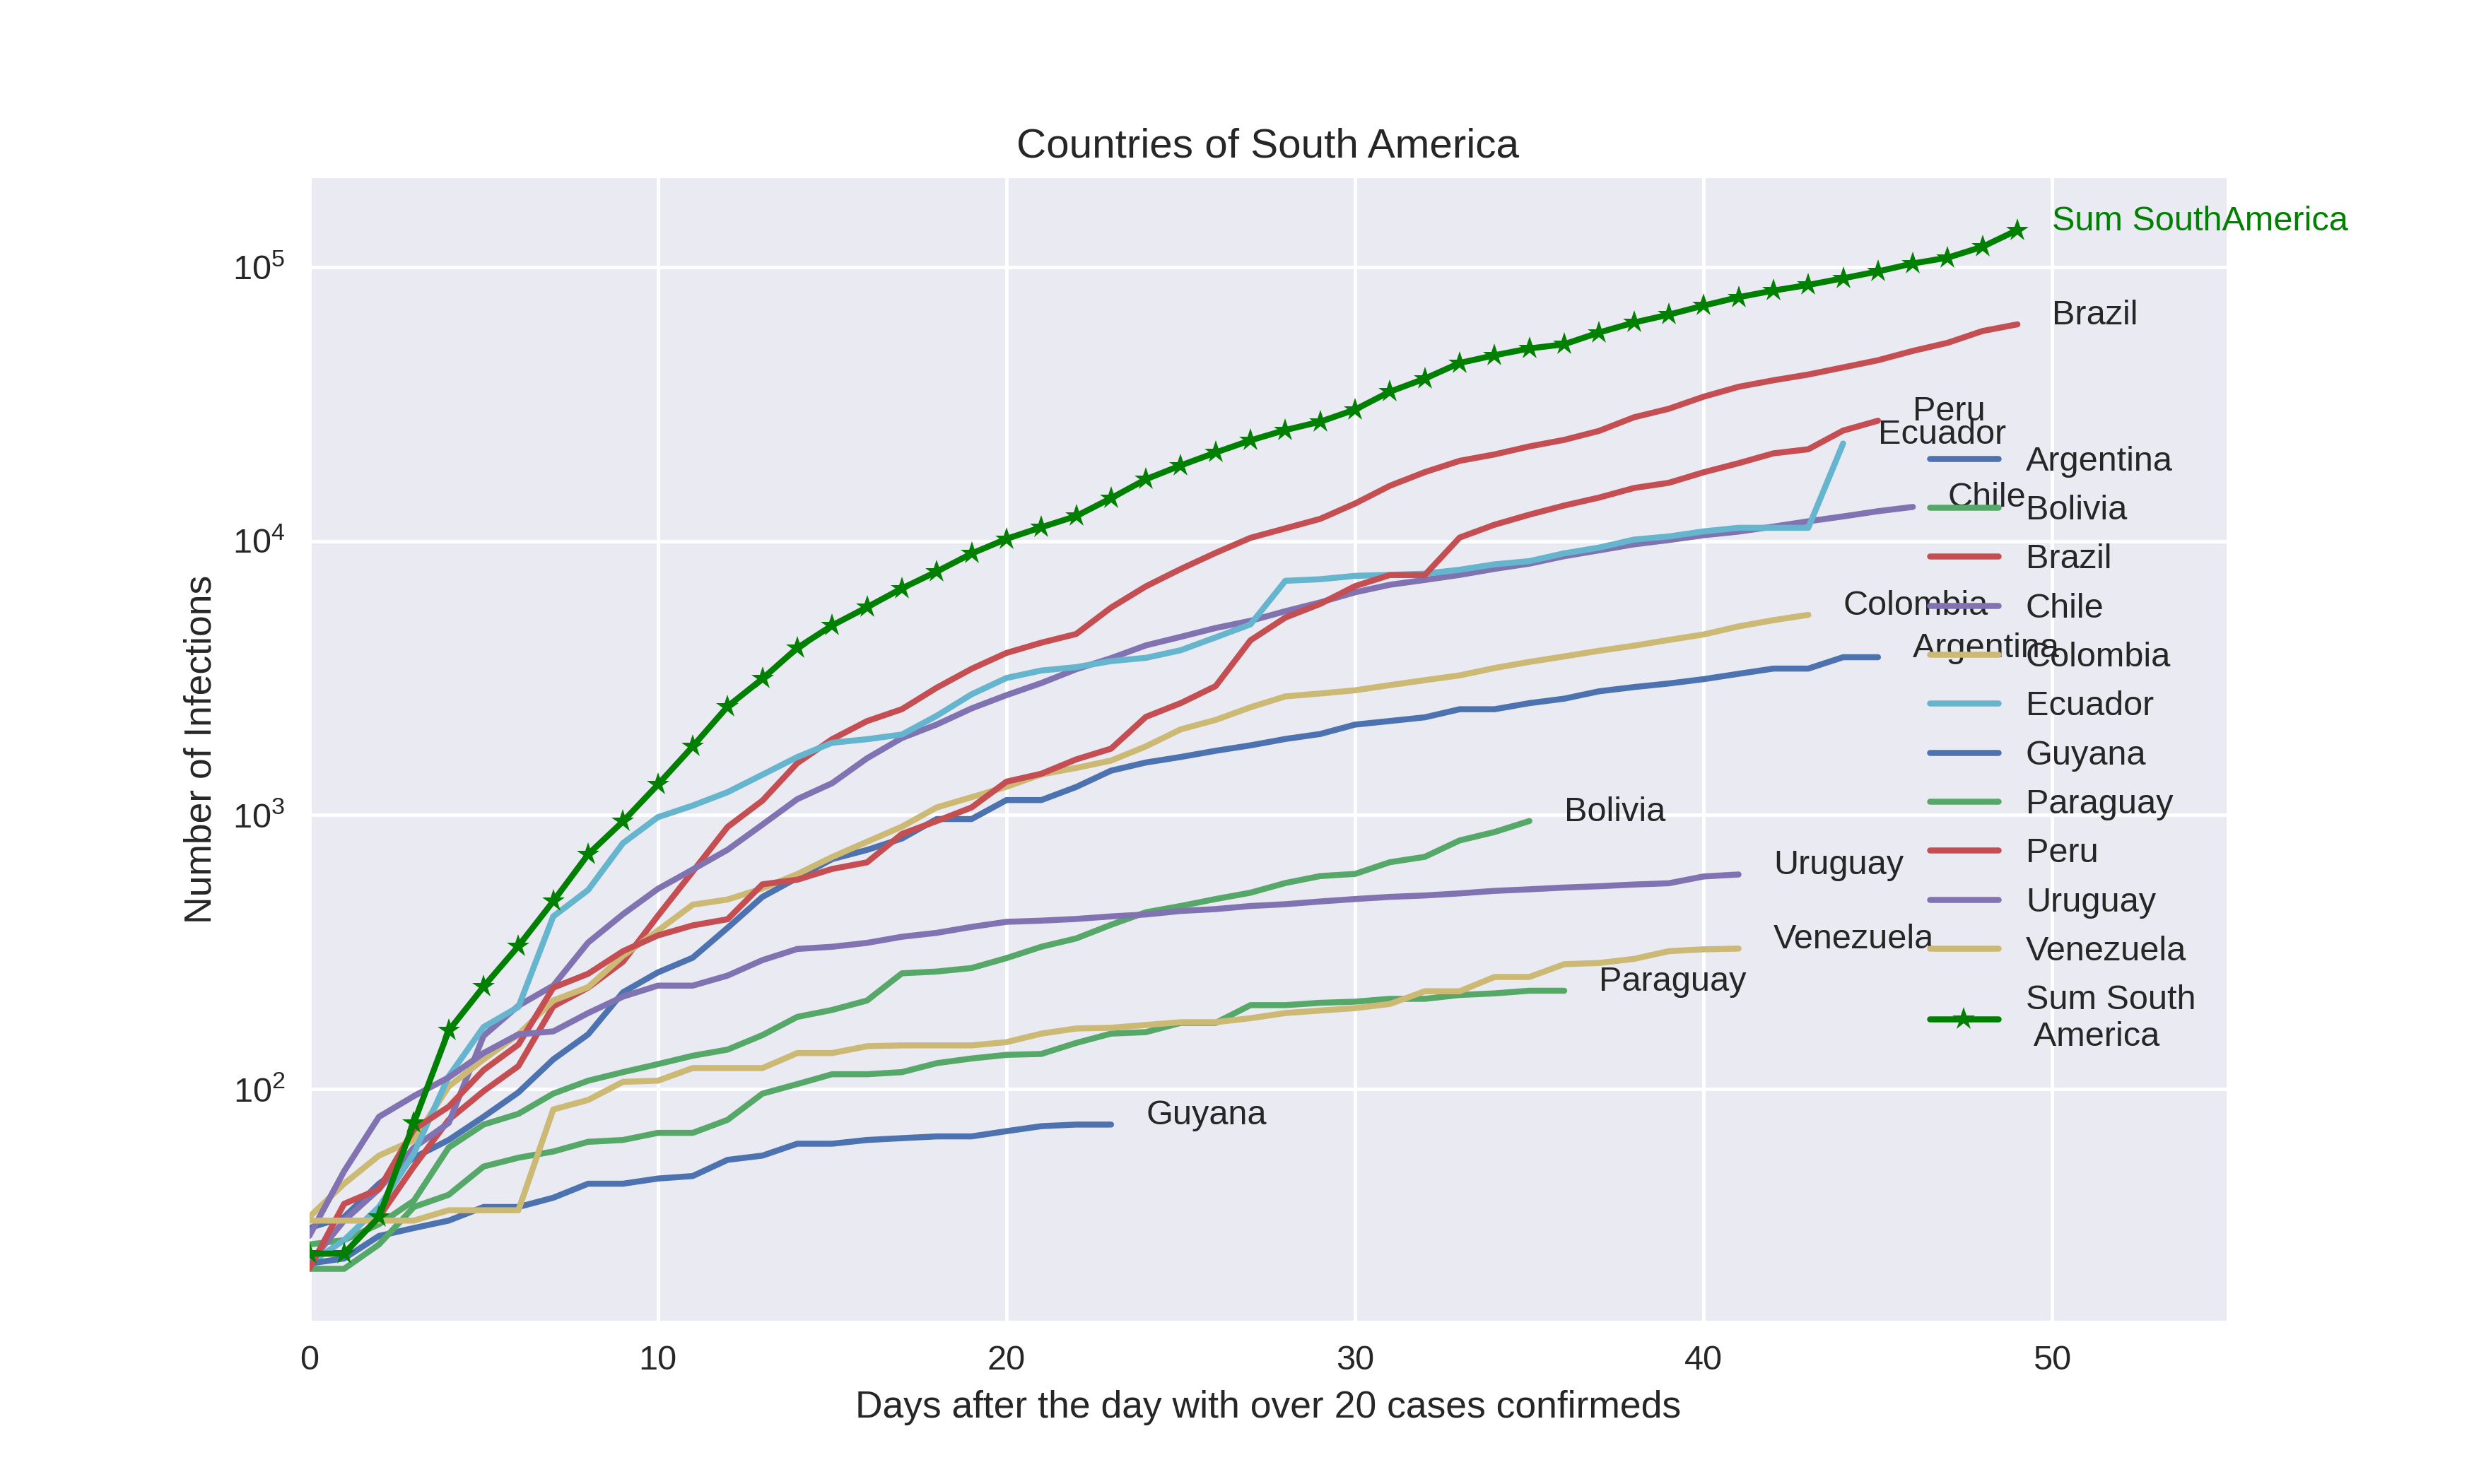 Countries of South America
Sum SouthAmerica
10^5
Brazil
Peru
Ecuador
Argentina
Chile
Bolivia
10^4
Brazil
Colombia
Chile
Argentina
Colombia
Ecuador
Guyana
10^3
Bolivia
Paraguay
Peru
Uruguay
Uruguay
Venezuela
Venezuela
Paraguay
Sum South
America
10^2
Guyana
Number of Infections
0 10 20 30 40 50
Days after the day with over 20 cases confirmeds